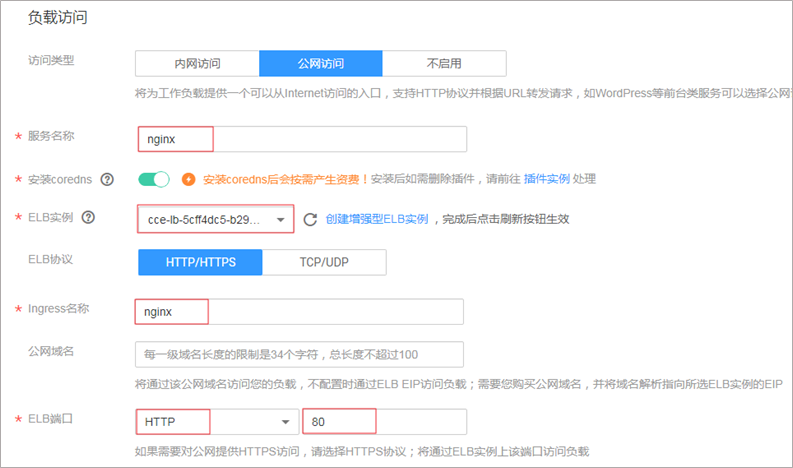 负载访问
访问类型 内网访问 公网访问 不启用
将为工作负载提供一个可以从Internet访问的入口，支持HTTP协议并根据URL转发请求，如WordPress等前台类服务可以选择公网
* 服务名称 nginx
* 安装coredns ? 安装coredns后会按需产生资费！安装后如需删除插件，请前往 插件实例 处理
* ELB实例 ? cce-lb-5cff4dc5-b29... 创建增强型ELB实例 ，完成后点击刷新按钮生效
ELB协议 HTTP/HTTPS TCP/UDP
* Ingress名称 nginx
公网域名 每一级域名长度的限制是34个字符，总长度不超过100
将通过该公网域名访问您的负载，不配置时通过ELB EIP访问负载；需要您购买公网域名，并将域名解析指向所选ELB实例的EIP
* ELB端口 HTTP 80
如果需要对公网提供HTTPS访问，请选择HTTPS协议；将通过ELB实例上该端口访问负载